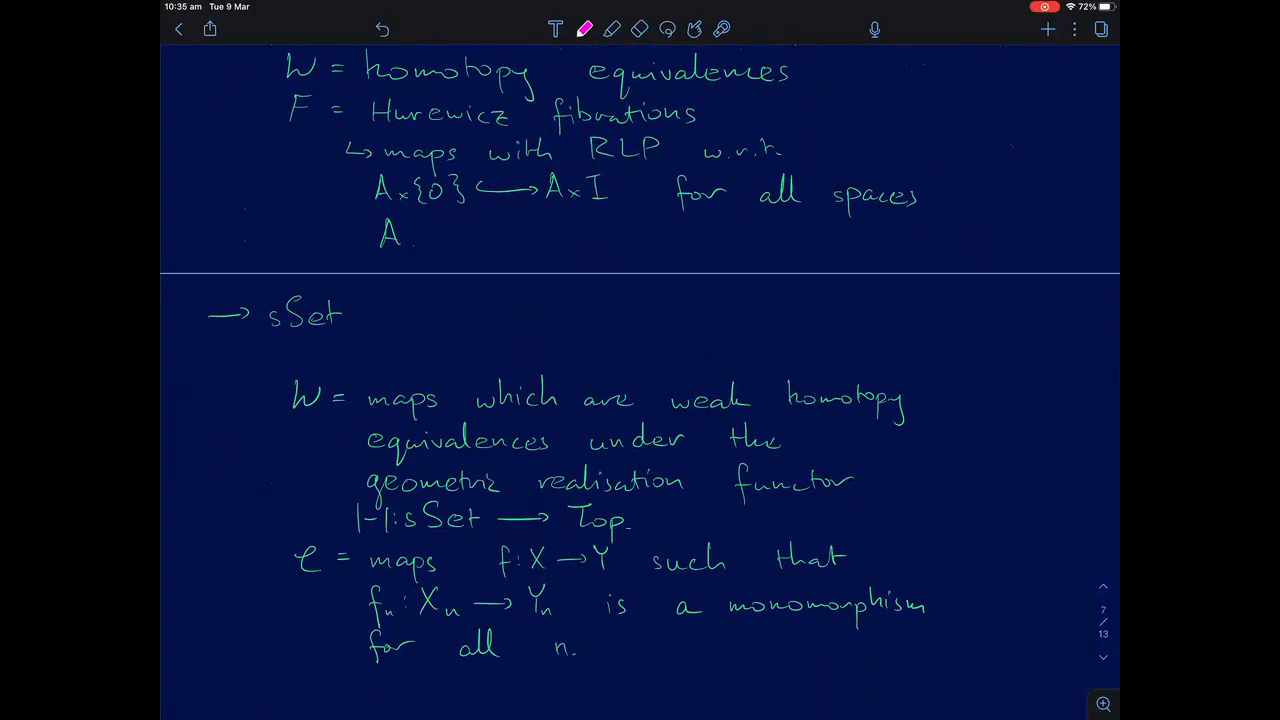 10:35 am Tue 9 Mar
72%
W = homotopy equivalences
F = Hurewicz fibrations
↳ maps with RLP w.r.t.
A×{0} ↪ A×I for all spaces
A.
→ sSet
W = maps which are weak homotopy
equivalences under the
geometric realisation functor
|-|: sSet → Top.
C = maps f: X → Y such that
fₙ: Xₙ → Yₙ is a monomorphism
for all n.
7
/
13